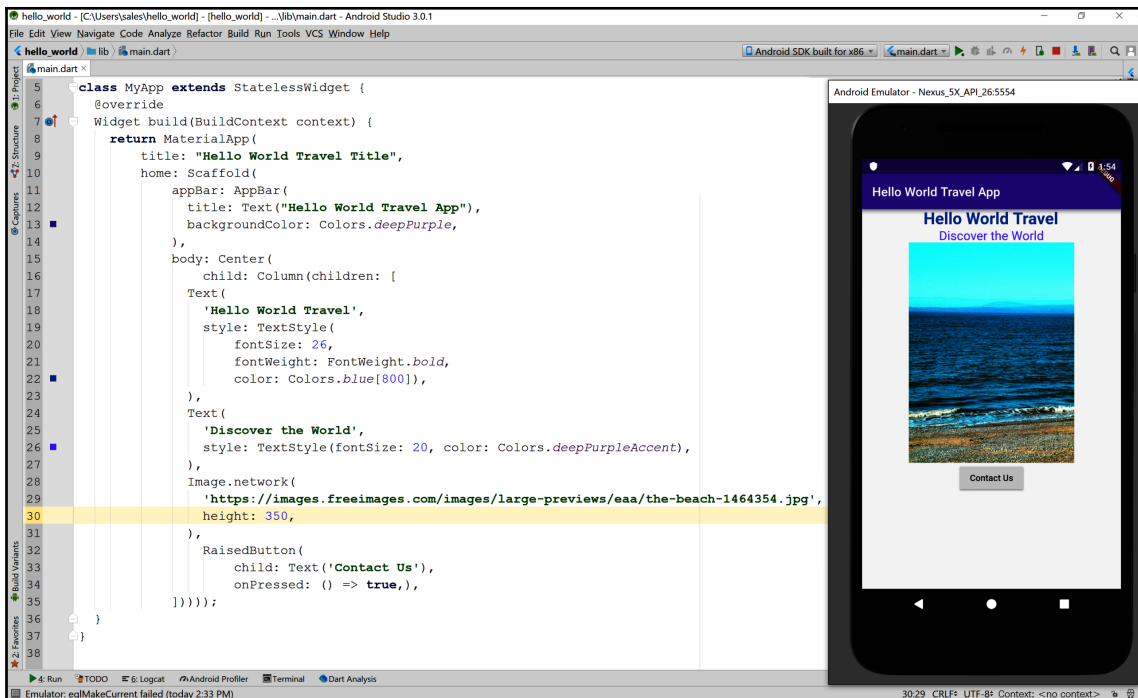 hello_world - [C:\Users\sales\hello_world] - [hello_world] - ...\lib\main.dart - Android Studio 3.0.1
File Edit View Navigate Code Analyze Refactor Build Run Tools VCS Window Help
hello_world lib main.dart
Android SDK built for x86 main.dart
main.dart ×
1: Project
Z: Structure
Captures
Build Variants
2: Favorites
5 class MyApp extends StatelessWidget {
6 @override
7 Widget build(BuildContext context) {
8 return MaterialApp(
9 title: "Hello World Travel Title",
10 home: Scaffold(
11 appBar: AppBar(
12 title: Text("Hello World Travel App"),
13 backgroundColor: Colors.deepPurple,
14 ),
15 body: Center(
16 child: Column(children: [
17 Text(
18 'Hello World Travel',
19 style: TextStyle(
20 fontSize: 26,
21 fontWeight: FontWeight.bold,
22 color: Colors.blue[800]),
23 ),
24 Text(
25 'Discover the World',
26 style: TextStyle(fontSize: 20, color: Colors.deepPurpleAccent),
27 ),
28 Image.network(
29 'https://images.freeimages.com/images/large-previews/eaa/the-beach-1464354.jpg',
30 height: 350,
31 ),
32 RaisedButton(
33 child: Text('Contact Us'),
34 onPressed: () => true,),
35 ]))));
36 }
37 }
38
Android Emulator - Nexus_5X_API_26:5554
1:54
Hello World Travel App
Hello World Travel
Discover the World
Contact Us
4: Run TODO 6: Logcat Android Profiler Terminal Dart Analysis
Emulator: eglMakeCurrent failed (today 2:33 PM)
30:29 CRLF UTF-8 Context: <no context>